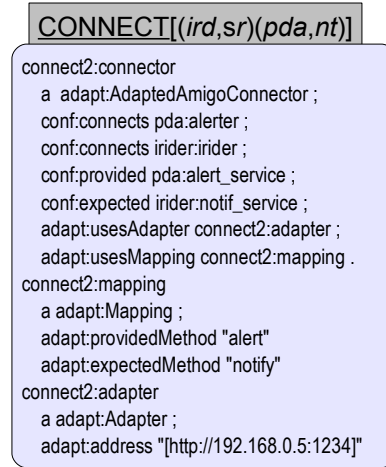 CONNECT[(ird,sr)(pda,nt)]
connect2:connector
a adapt:AdaptedAmigoConnector ;
conf:connects pda:alerter ;
conf:connects irider:irider ;
conf:provided pda:alert_service ;
conf:expected irider:notif_service ;
adapt:usesAdapter connect2:adapter ;
adapt:usesMapping connect2:mapping .
connect2:mapping
a adapt:Mapping ;
adapt:providedMethod "alert"
adapt:expectedMethod "notify"
connect2:adapter
a adapt:Adapter ;
adapt:address "[http://192.168.0.5:1234]"